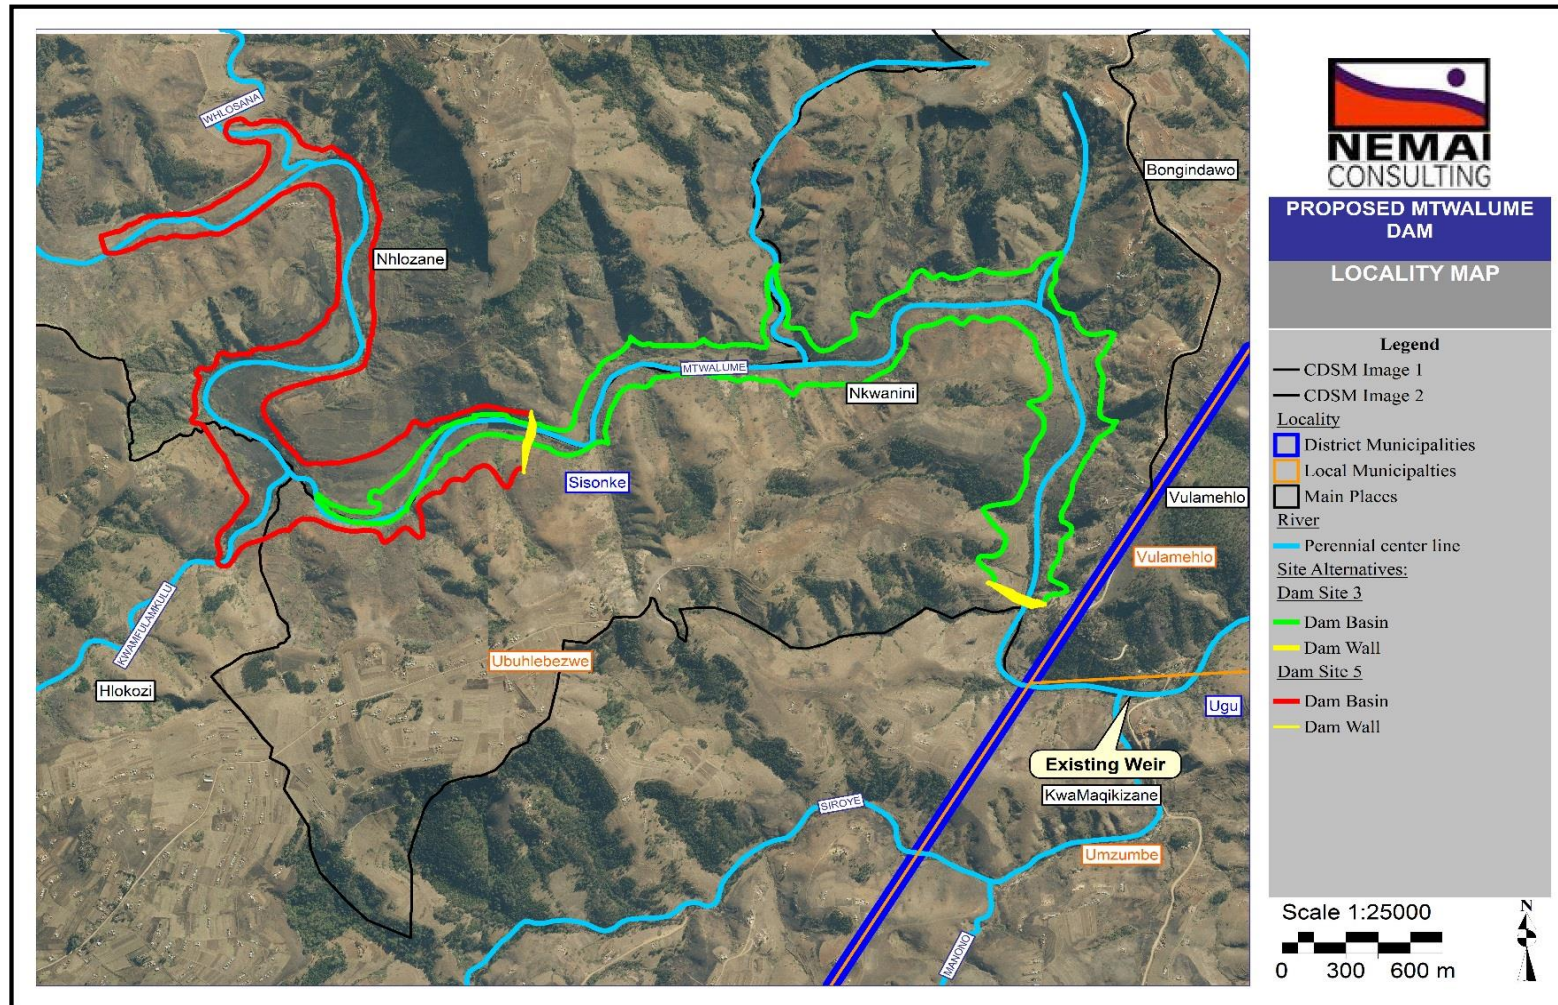 WHLOSANA
Bongindawo
Nhlozane
MTWALUME
Nkwanini
Sisonke
Vulamehlo
Vulamehlo
KWAMFULAMKULU
Ubuhlebezwe
Hlokozi
Ugu
Existing Weir
KwaMaqikizane
SIROYE
Umzumbe
MANONO
NEMAI
CONSULTING
PROPOSED MTWALUME
DAM
LOCALITY MAP
Legend
CDSM Image 1
CDSM Image 2
Locality
District Municipalities
Local Municipalties
Main Places
River
Perennial center line
Site Alternatives:
Dam Site 3
Dam Basin
Dam Wall
Dam Site 5
Dam Basin
Dam Wall
Scale 1:25000
0 300 600 m
N